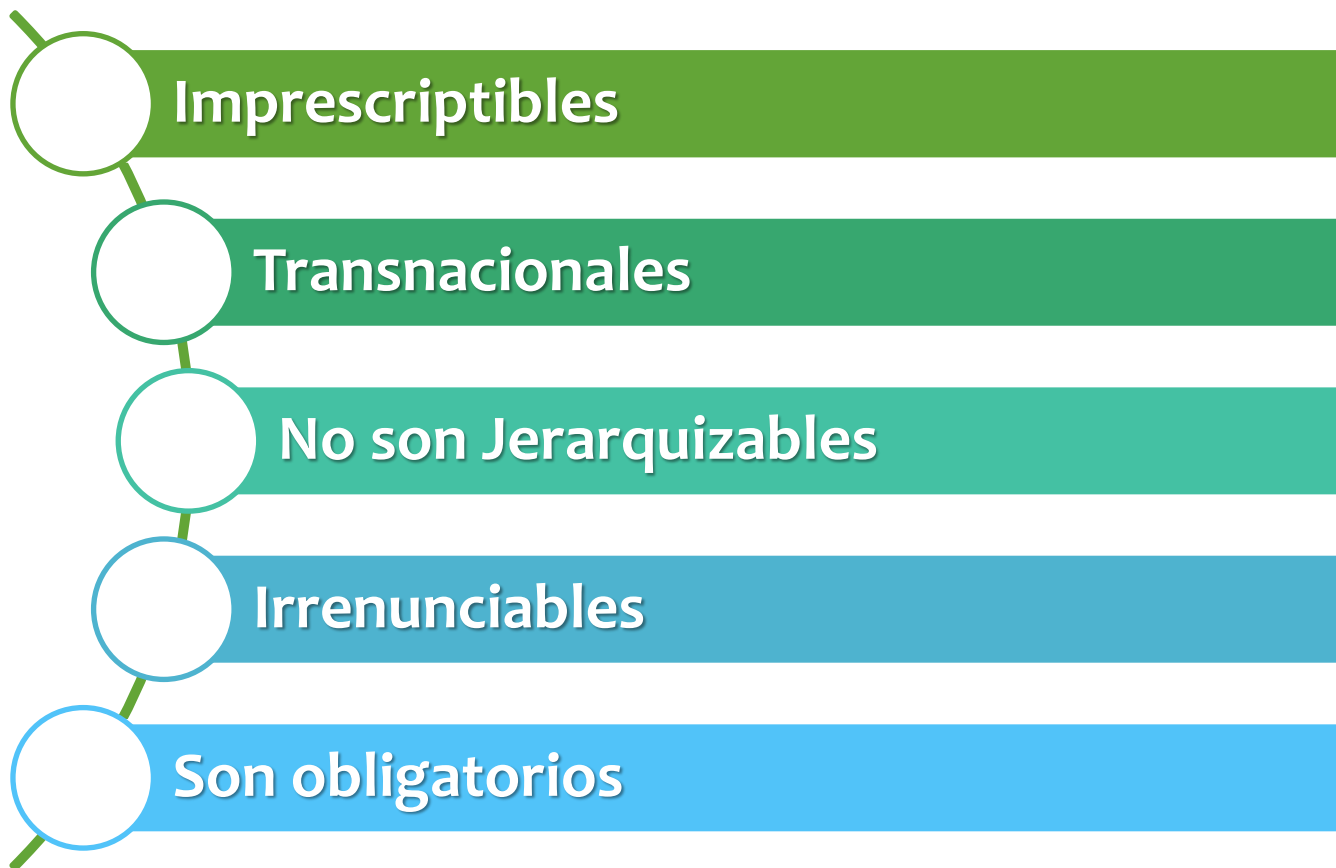 Imprescriptibles
Transnacionales
No son Jerarquizables
Irrenunciables
Son obligatorios